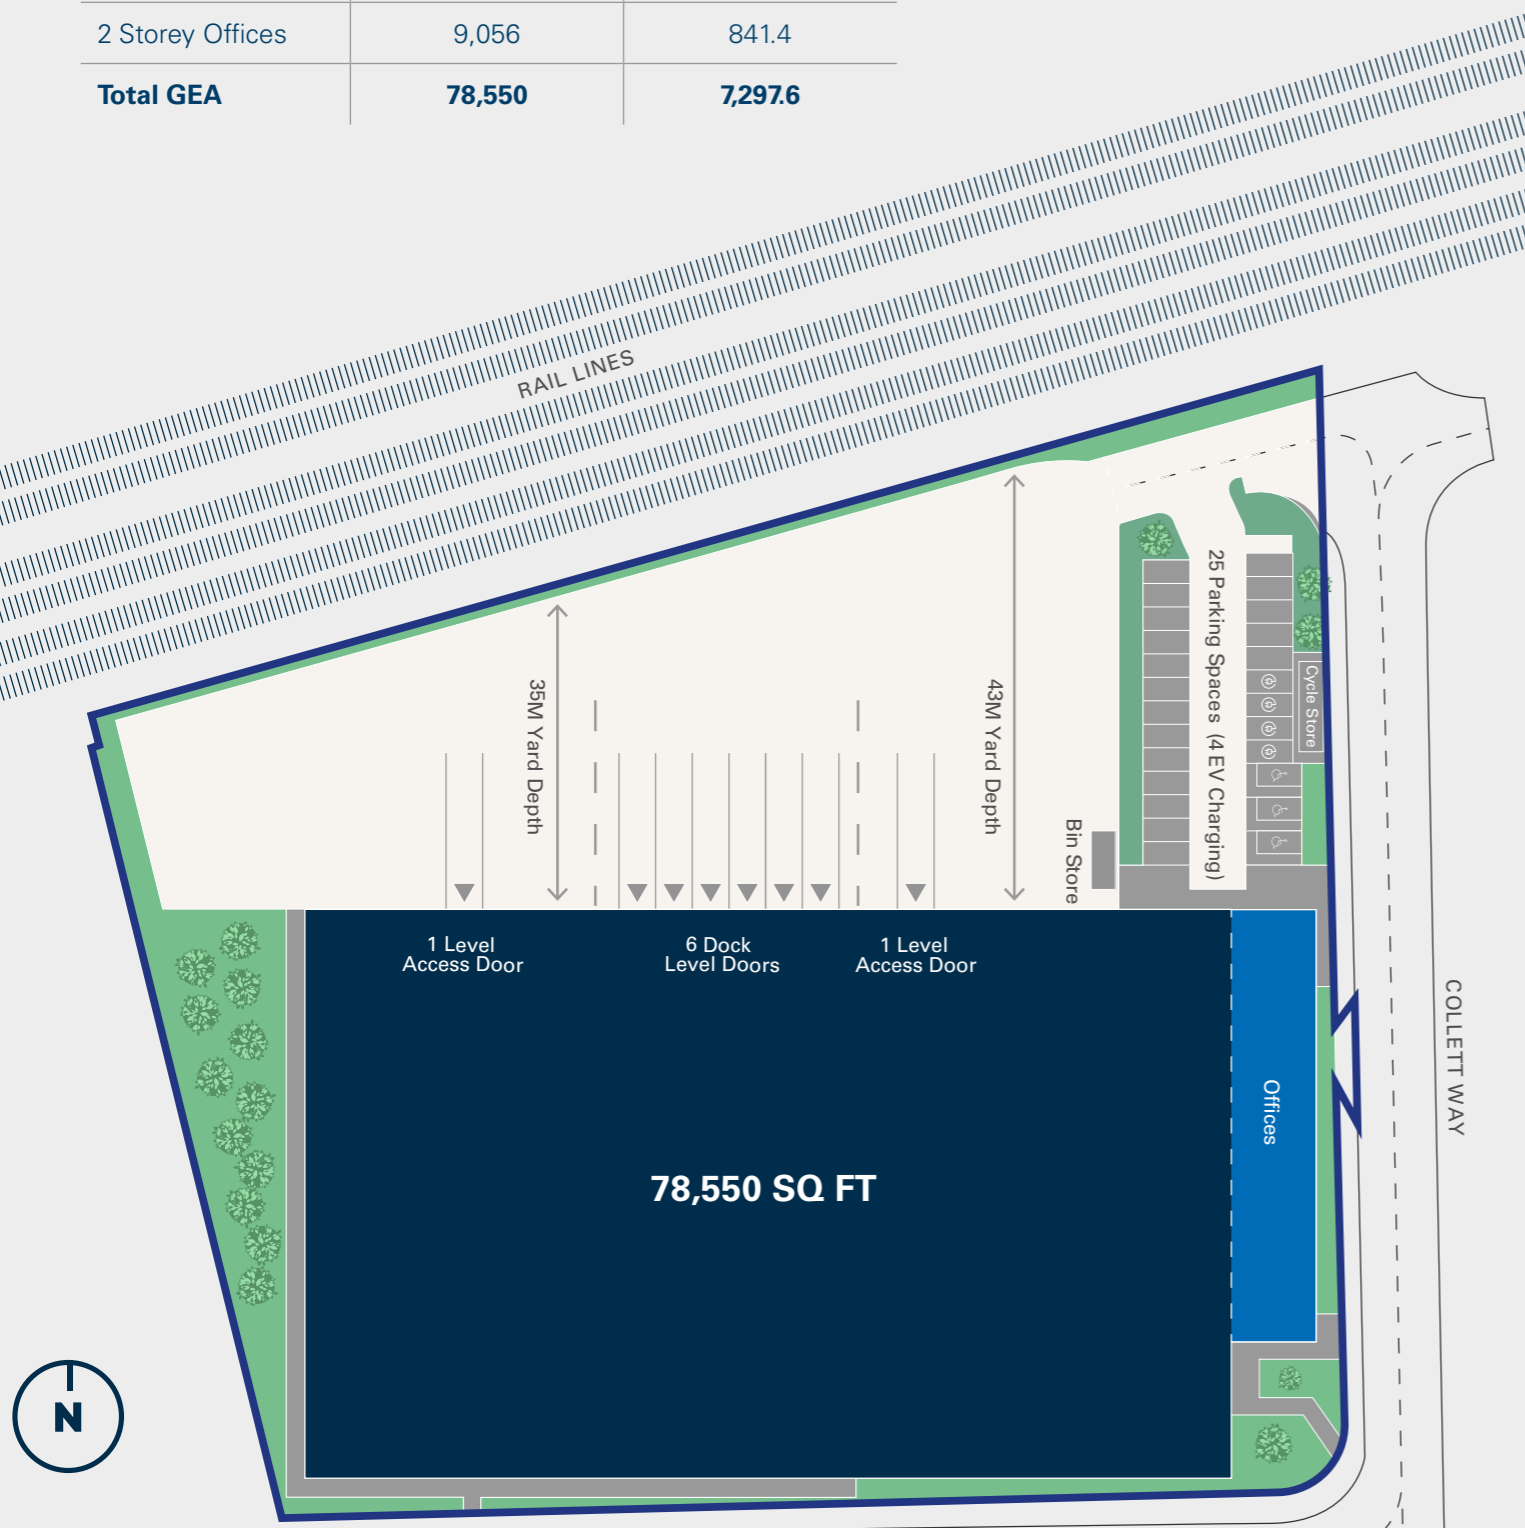 2 Storey Offices 9,056 841.4
Total GEA 78,550 7,297.6
RAIL LINES
35M Yard Depth
43M Yard Depth
25 Parking Spaces (4 EV Charging)
Cycle Store
Bin Store
1 Level
Access Door
6 Dock
Level Doors
1 Level
Access Door
COLLETT WAY
Offices
78,550 SQ FT
N